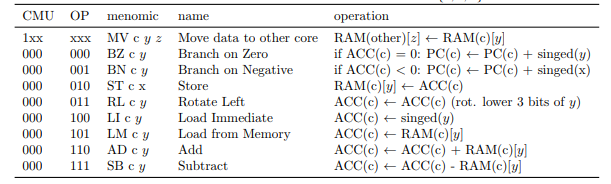 CMU OP menomic name operation
1xx xxx MV c y z Move data to other core RAM(other)[z] ← RAM(c)[y]
000 000 BZ c y Branch on Zero if ACC(c) = 0: PC(c) ← PC(c) + singed(y)
000 001 BN c y Branch on Negative if ACC(c) < 0: PC(c) ← PC(c) + singed(x)
000 010 ST c x Store RAM(c)[y] ← ACC(c)
000 011 RL c y Rotate Left ACC(c) ← ACC(c) (rot. lower 3 bits of y)
000 100 LI c y Load Immediate ACC(c) ← singed(y)
000 101 LM c y Load from Memory ACC(c) ← RAM(c)[y]
000 110 AD c y Add ACC(c) ← ACC(c) + RAM(c)[y]
000 111 SB c y Subtract ACC(c) ← ACC(c) - RAM(c)[y]